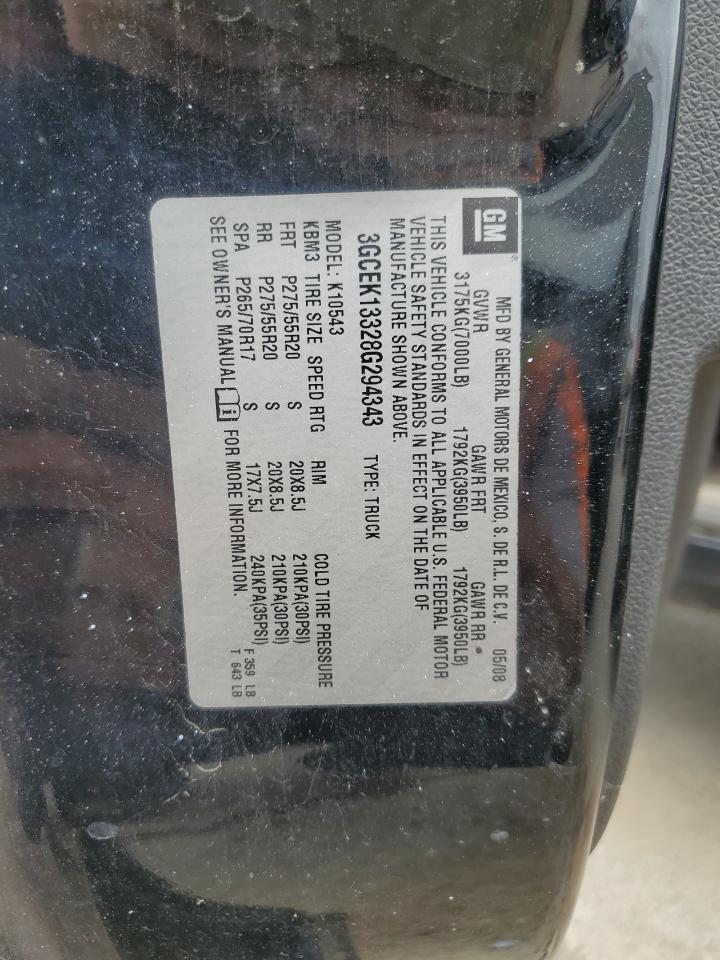 GM
MFD BY GENERAL MOTORS DE MEXICO, S. DE R.L. DE C.V. 05/08
GVWR GAWR FRT GAWR RR
3175KG(7000LB) 1792KG(3950LB) 1792KG(3950LB)
THIS VEHICLE CONFORMS TO ALL APPLICABLE U.S. FEDERAL MOTOR
VEHICLE SAFETY STANDARDS IN EFFECT ON THE DATE OF
MANUFACTURE SHOWN ABOVE.
3GCEK13328G294343 TYPE: TRUCK
MODEL: K10543
KBM3 TIRE SIZE SPEED RTG RIM COLD TIRE PRESSURE
FRT P275/55R20 S 20X8.5J 210KPA(30PSI)
RR P275/55R20 S 20X8.5J 210KPA(30PSI)
SPA P265/70R17 S 17X7.5J 240KPA(35PSI)
SEE OWNER'S MANUAL i FOR MORE INFORMATION.
F 359 LB
T 643 LB